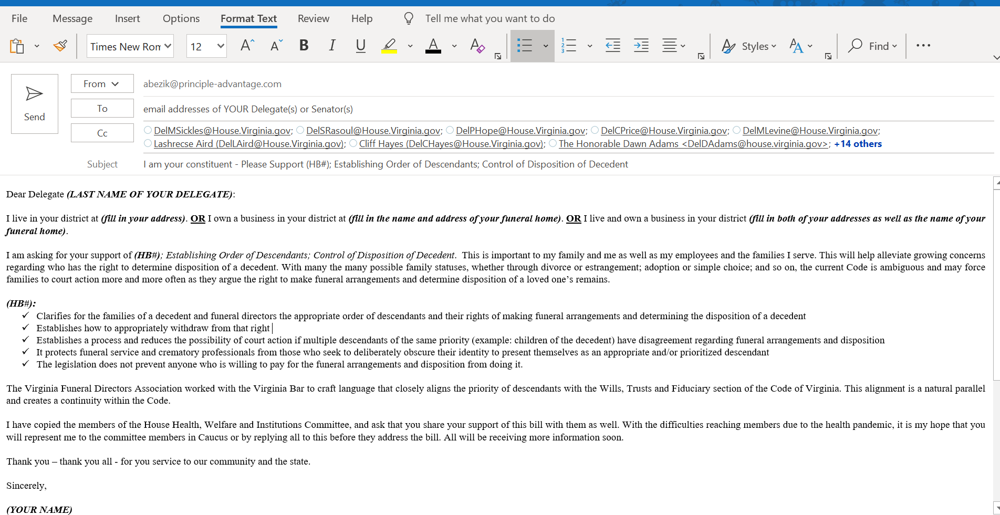 File Message Insert Options Format Text Review Help Tell me what you want to do
Times New Ror 12 A A B I U A A 1 2 3 Styles A A Find
From abezik@principle-advantage.com
Send
To email addresses of YOUR Delegate(s) or Senator(s)
Cc DelMSickles@House.Virginia.gov; DelSRasoul@House.Virginia.gov; DelPHope@House.Virginia.gov; DelCPrice@House.Virginia.gov; DelMLevine@House.Virginia.gov;
Lashrecse Aird (DelLAird@House.Virginia.gov); Cliff Hayes (DelCHayes@House.Virginia.gov); The Honorable Dawn Adams <DelDAdams@house.virginia.gov>; +14 others
Subject I am your constituent - Please Support (HB#); Establishing Order of Descendants; Control of Disposition of Decedent
Dear Delegate (LAST NAME OF YOUR DELEGATE):
I live in your district at (fill in your address). OR I own a business in your district at (fill in the name and address of your funeral home). OR I live and own a business in your district (fill in both of your addresses as well as the name of your
funeral home).
I am asking for your support of (HB#); Establishing Order of Descendants; Control of Disposition of Decedent. This is important to my family and me as well as my employees and the families I serve. This will help alleviate growing concerns
regarding who has the right to determine disposition of a decedent. With many the many possible family statuses, whether through divorce or estrangement; adoption or simple choice; and so on, the current Code is ambiguous and may force
families to court action more and more often as they argue the right to make funeral arrangements and determine disposition of a loved one’s remains.
(HB#):
✓ Clarifies for the families of a decedent and funeral directors the appropriate order of descendants and their rights of making funeral arrangements and determining the disposition of a decedent
✓ Establishes how to appropriately withdraw from that right
✓ Establishes a process and reduces the possibility of court action if multiple descendants of the same priority (example: children of the decedent) have disagreement regarding funeral arrangements and disposition
✓ It protects funeral service and crematory professionals from those who seek to deliberately obscure their identity to present themselves as an appropriate and/or prioritized descendant
✓ The legislation does not prevent anyone who is willing to pay for the funeral arrangements and disposition from doing it.
The Virginia Funeral Directors Association worked with the Virginia Bar to craft language that closely aligns the priority of descendants with the Wills, Trusts and Fiduciary section of the Code of Virginia. This alignment is a natural parallel
and creates a continuity within the Code.
I have copied the members of the House Health, Welfare and Institutions Committee, and ask that you share your support of this bill with them as well. With the difficulties reaching members due to the health pandemic, it is my hope that you
will represent me to the committee members in Caucus or by replying all to this before they address the bill. All will be receiving more information soon.
Thank you – thank you all - for you service to our community and the state.
Sincerely,
(YOUR NAME)